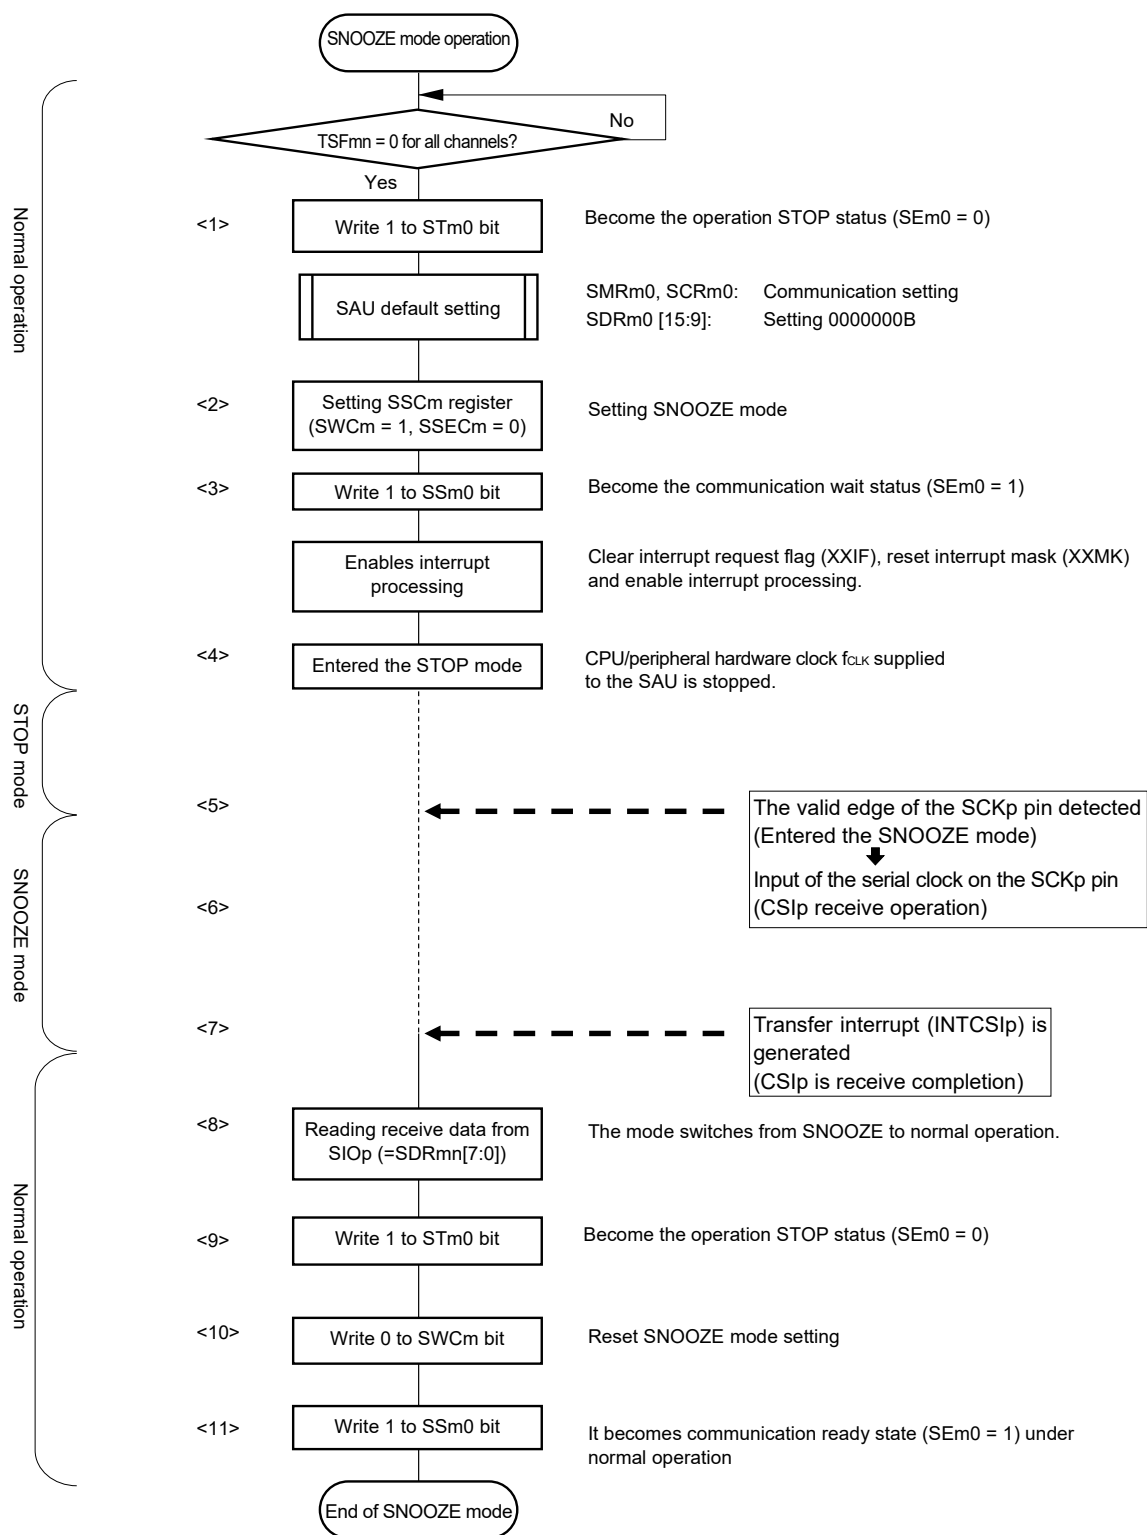 SNOOZE mode operation
No
TSFmn = 0 for all channels?
Yes
Normal operation
<1>
Write 1 to STm0 bit
Become the operation STOP status (SEm0 = 0)
SAU default setting
SMRm0, SCRm0: Communication setting
SDRm0 [15:9]: Setting 0000000B
<2>
Setting SSCm register
(SWCm = 1, SSECm = 0)
Setting SNOOZE mode
<3>
Write 1 to SSm0 bit
Become the communication wait status (SEm0 = 1)
Enables interrupt
processing
Clear interrupt request flag (XXIF), reset interrupt mask (XXMK)
and enable interrupt processing.
<4>
Entered the STOP mode
CPU/peripheral hardware clock fCLK supplied
to the SAU is stopped.
STOP mode
<5>
The valid edge of the SCKp pin detected
(Entered the SNOOZE mode)
Input of the serial clock on the SCKp pin
(CSIp receive operation)
SNOOZE mode
<6>
<7>
Transfer interrupt (INTCSIp) is
generated
(CSIp is receive completion)
Normal operation
<8>
Reading receive data from
SIOp (=SDRmn[7:0])
The mode switches from SNOOZE to normal operation.
<9>
Write 1 to STm0 bit
Become the operation STOP status (SEm0 = 0)
<10>
Write 0 to SWCm bit
Reset SNOOZE mode setting
<11>
Write 1 to SSm0 bit
It becomes communication ready state (SEm0 = 1) under
normal operation
End of SNOOZE mode